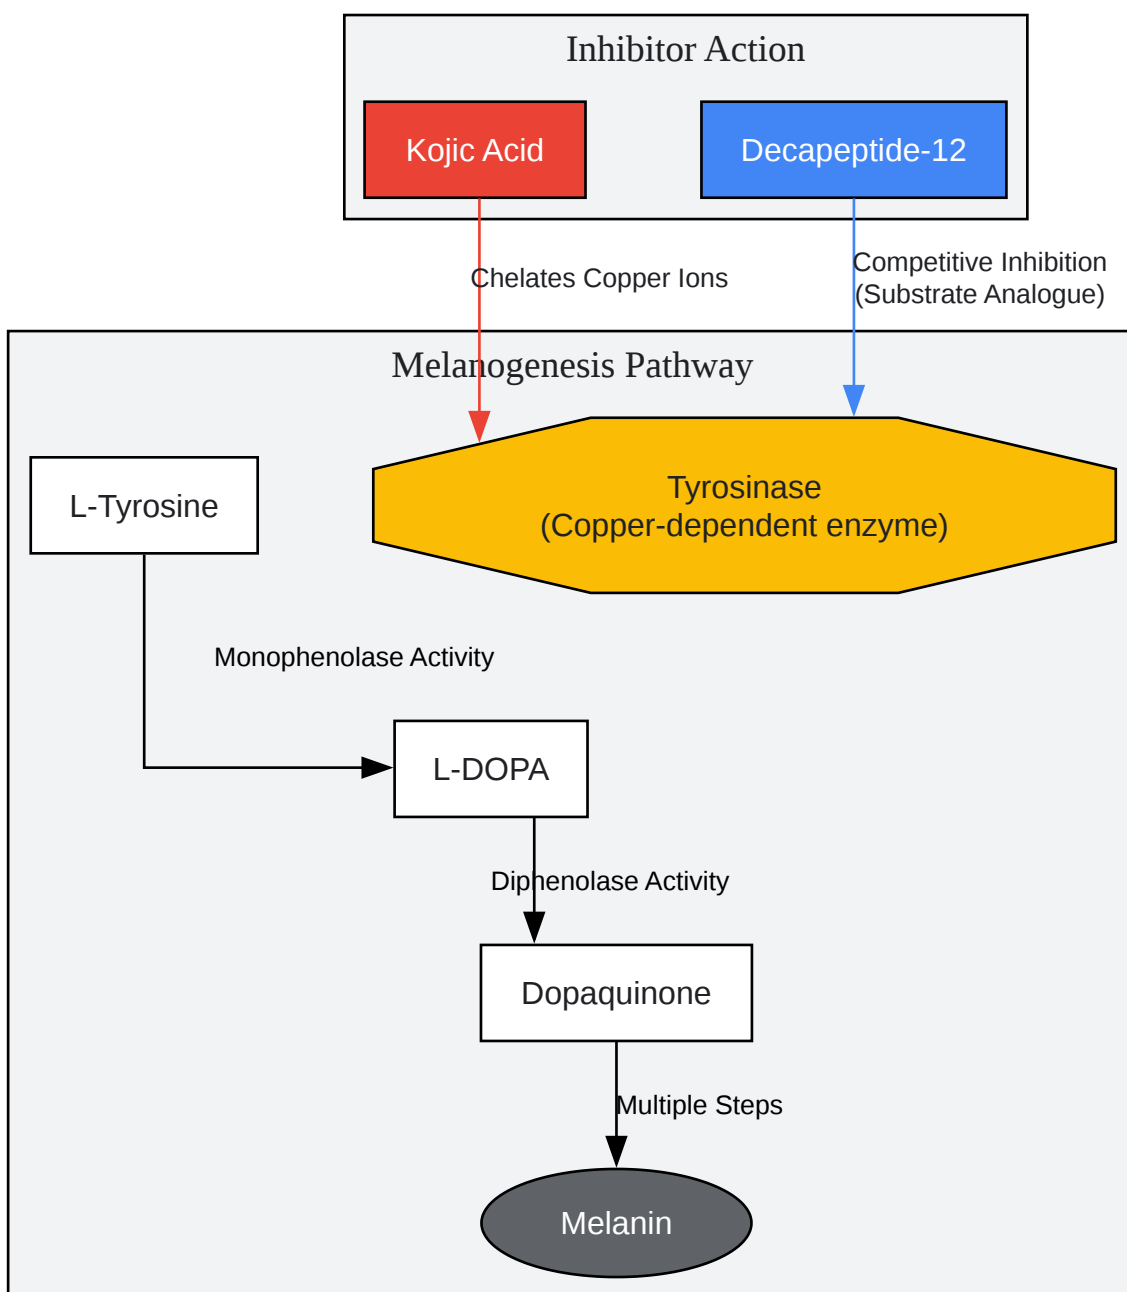 Inhibitor Action
Kojic Acid
Decapeptide-12
Chelates Copper Ions
Competitive Inhibition
(Substrate Analogue)
Melanogenesis Pathway
L-Tyrosine
Tyrosinase
(Copper-dependent enzyme)
Monophenolase Activity
L-DOPA
Diphenolase Activity
Dopaquinone
Multiple Steps
Melanin